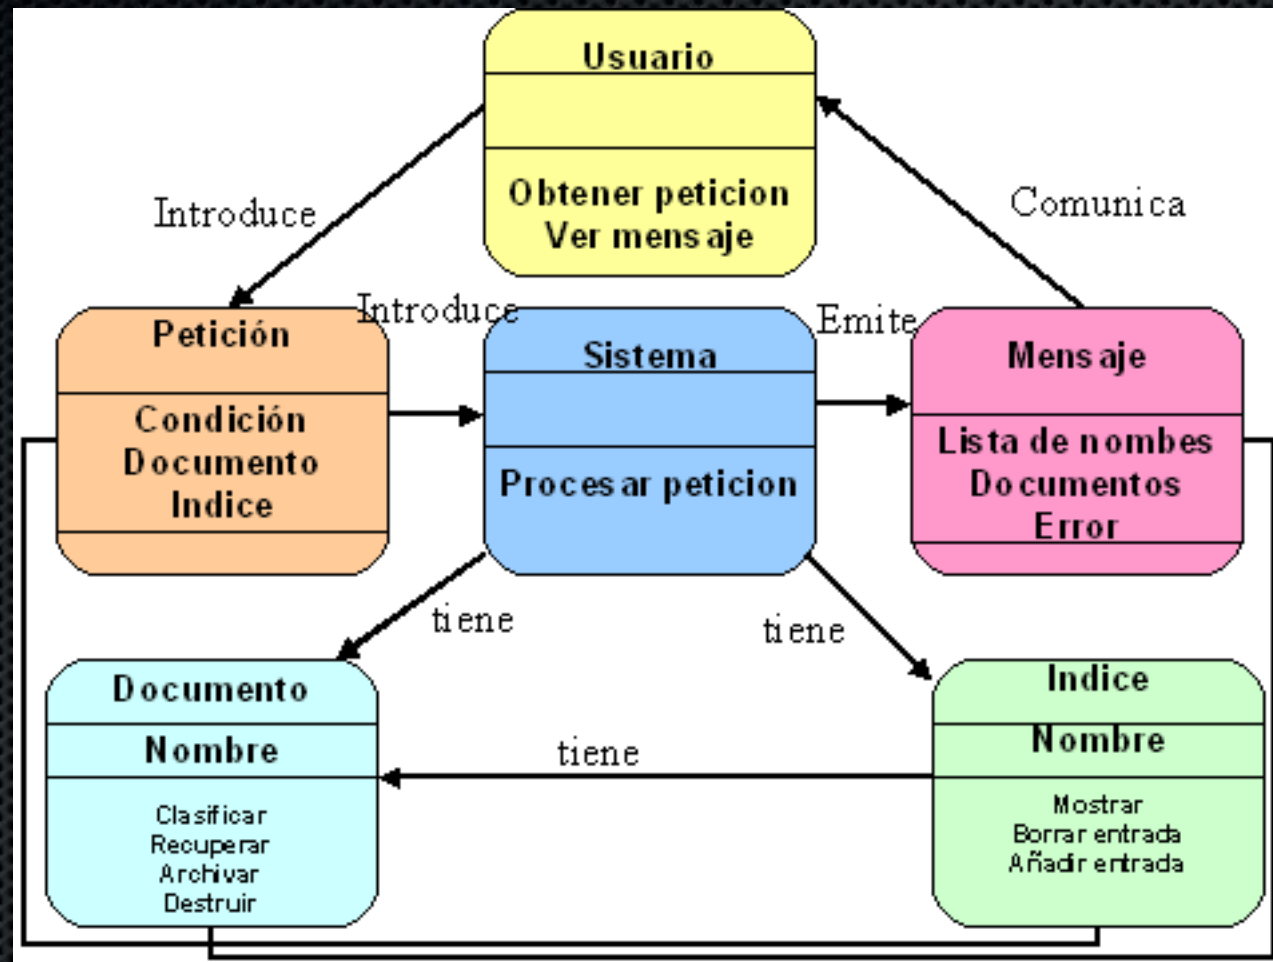 Usuario
Obtener peticion
Ver mensaje
Introduce
Comunica
Petición
Condición
Documento
Indice
Introduce
Sistema
Procesar peticion
Emite
Mensaje
Lista de nombes
Documentos
Error
tiene
tiene
Documento
Nombre
Clasificar
Recuperar
Archivar
Destruir
tiene
Indice
Nombre
Mostrar
Borrar entrada
Añadir entrada